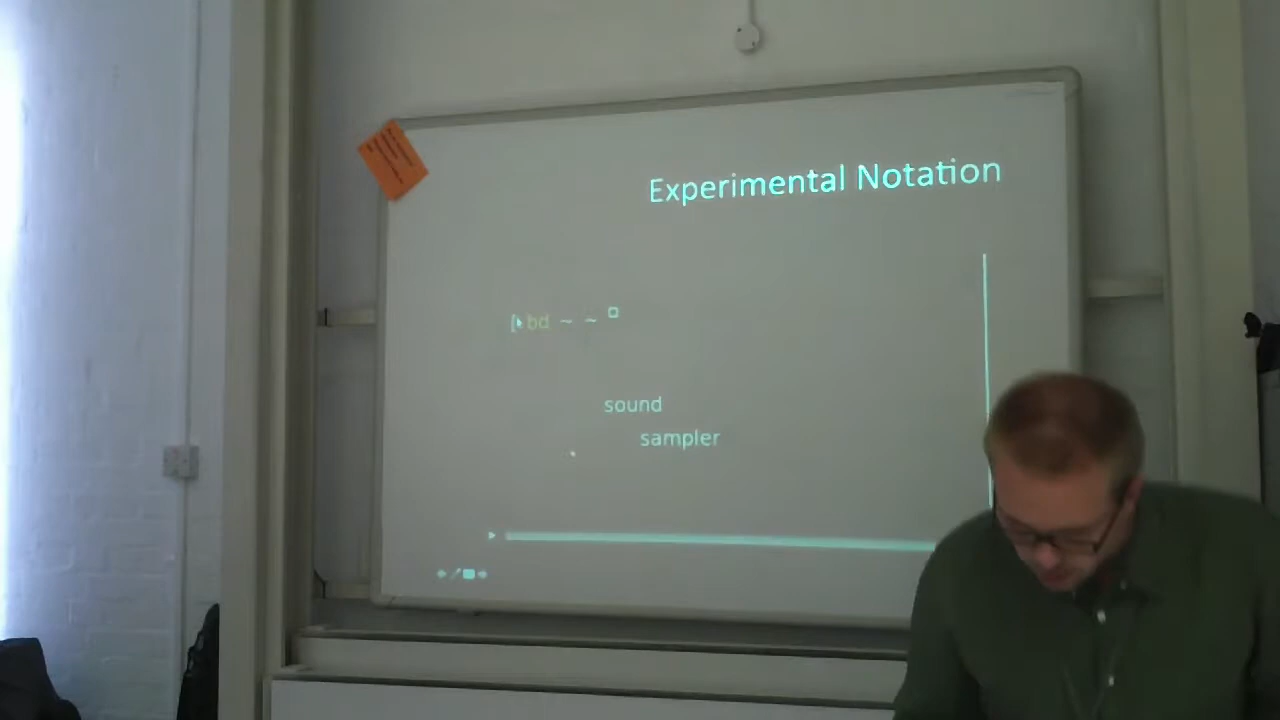 Experimental Notation
[ bd ~ ~
sound
sampler